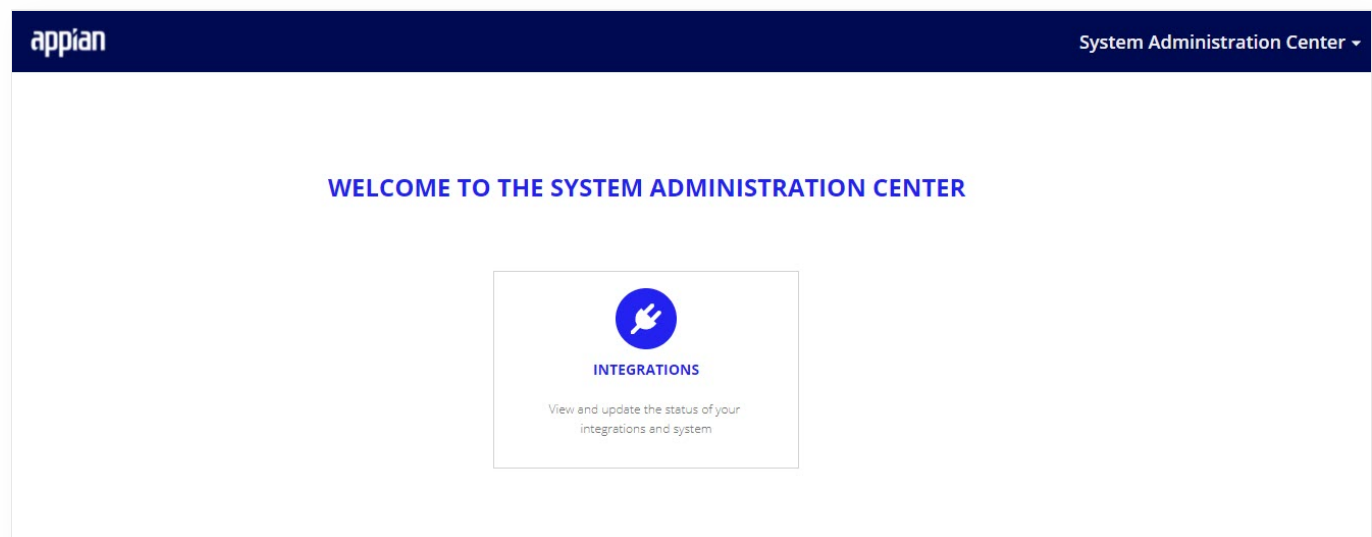 appian
System Administration Center
WELCOME TO THE SYSTEM ADMINISTRATION CENTER
INTEGRATIONS
View and update the status of your
integrations and system